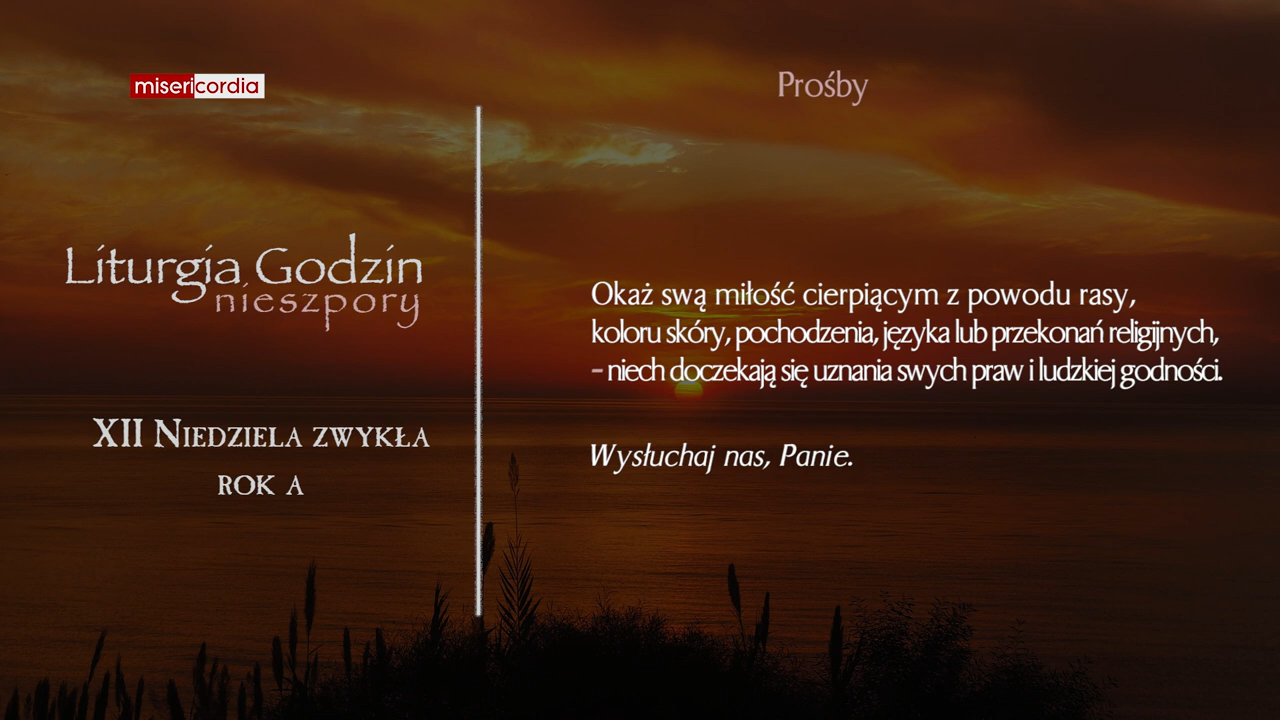 misericordia
Prośby
Liturgia Godzin
nieszpory
XII Niedziela zwykła
rok a
Okaż swą miłość cierpiącym z powodu rasy,
koloru skóry, pochodzenia, języka lub przekonań religijnych,
- niech doczekają się uznania swych praw i ludzkiej godności.
Wysłuchaj nas, Panie.